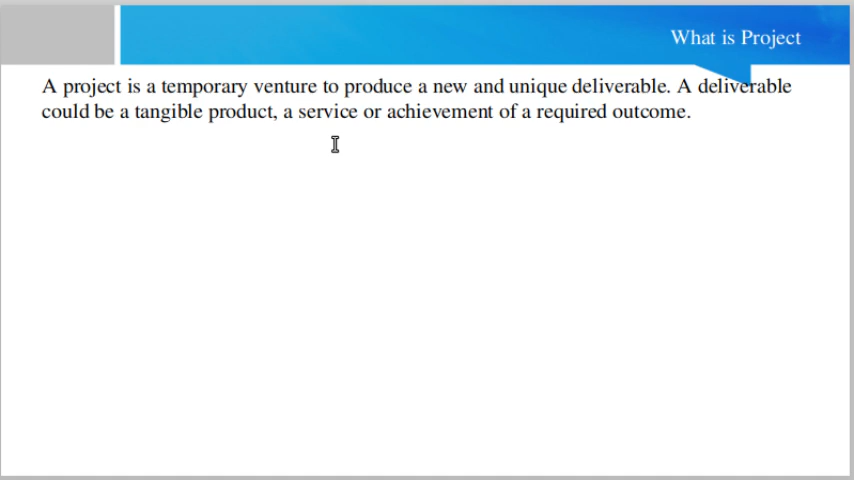 What is Project
A project is a temporary venture to produce a new and unique deliverable. A deliverable
could be a tangible product, a service or achievement of a required outcome.